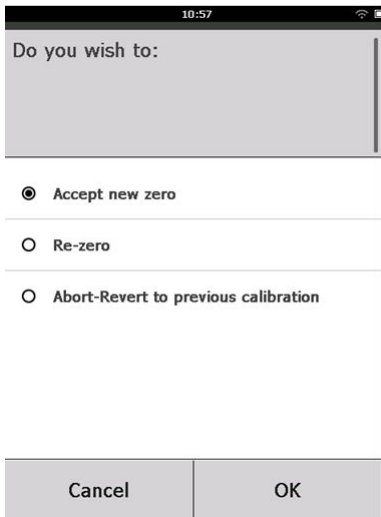 10:57
Do you wish to:
Accept new zero
Re-zero
Abort-Revert to previous calibration
Cancel OK